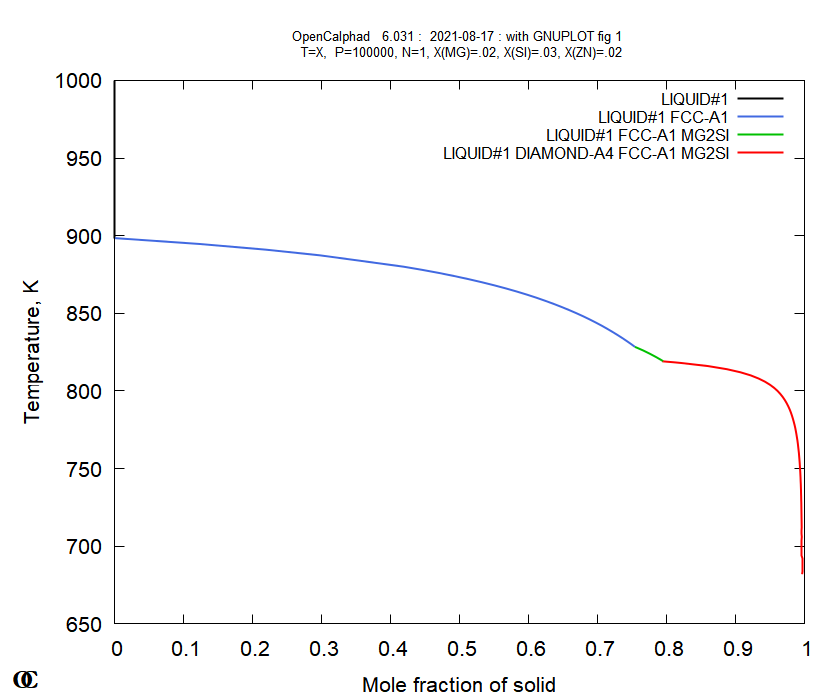 OpenCalphad 6.031 : 2021-08-17 : with GNUPLOT fig 1
T=X, P=100000, N=1, X(MG)=.02, X(SI)=.03, X(ZN)=.02
LIQUID#1
LIQUID#1 FCC-A1
LIQUID#1 FCC-A1 MG2SI
LIQUID#1 DIAMOND-A4 FCC-A1 MG2SI
Temperature, K
1000
950
900
850
800
750
700
650
0 0.1 0.2 0.3 0.4 0.5 0.6 0.7 0.8 0.9 1
Mole fraction of solid
OC